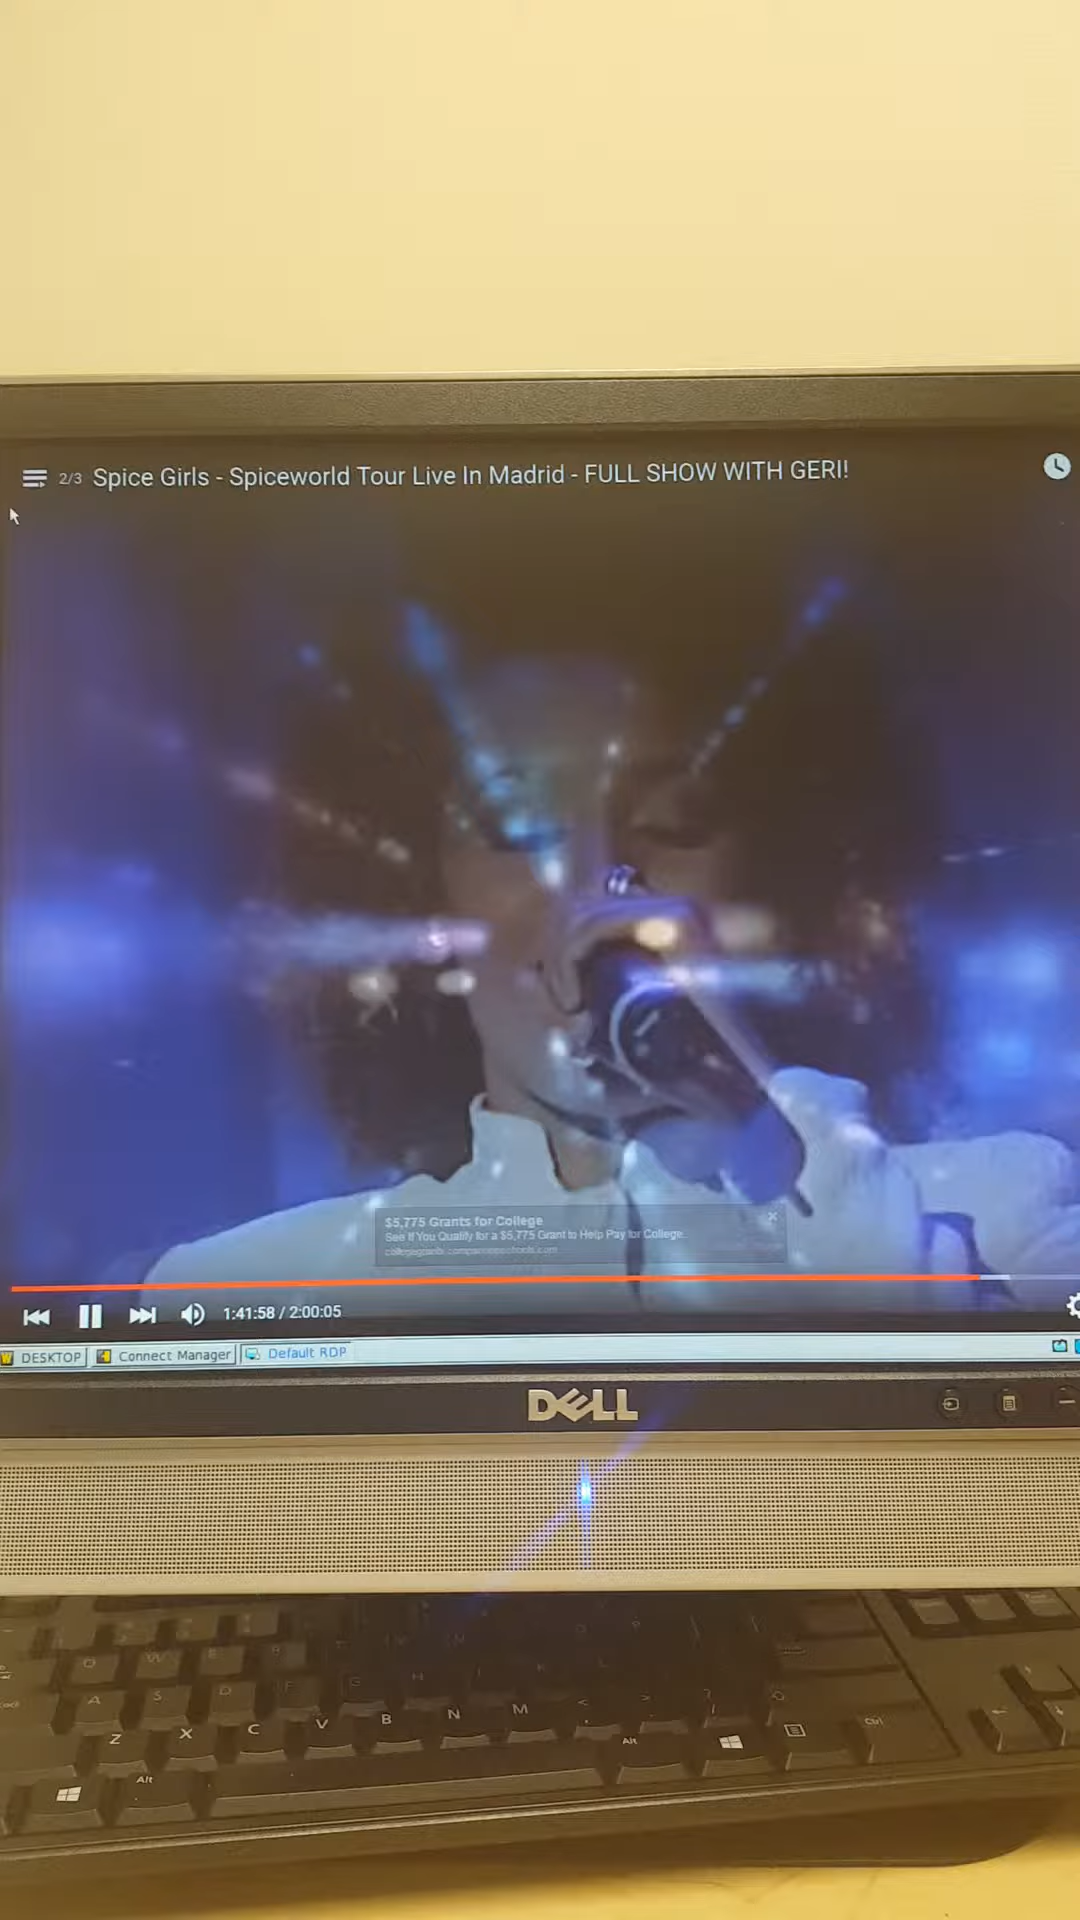 2/3 Spice Girls - Spiceworld Tour Live In Madrid - FULL SHOW WITH GERI!
$5,775 Grants for College
See If You Qualify for a $5,775 Grant to Help Pay for College.
1:41:58 / 2:00:05
DESKTOP Connect Manager Default RDP
DELL
Q W E
A S D F G H
Z X C V B N M < > ?
Alt Ctrl
Alt